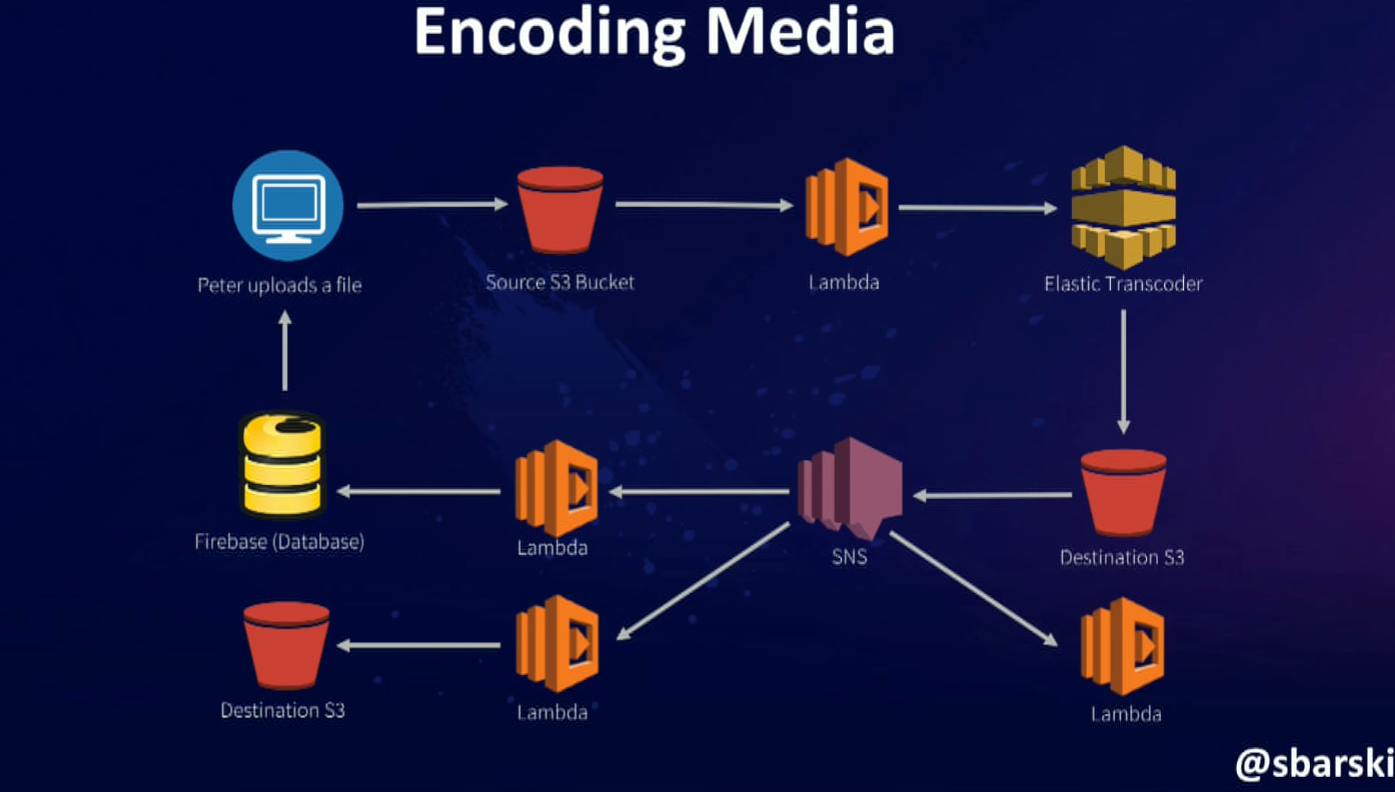 Encoding Media
Peter uploads a file
Source S3 Bucket
Lambda
Elastic Transcoder
Firebase (Database)
Lambda
SNS
Destination S3
Destination S3
Lambda
Lambda
@sbarski